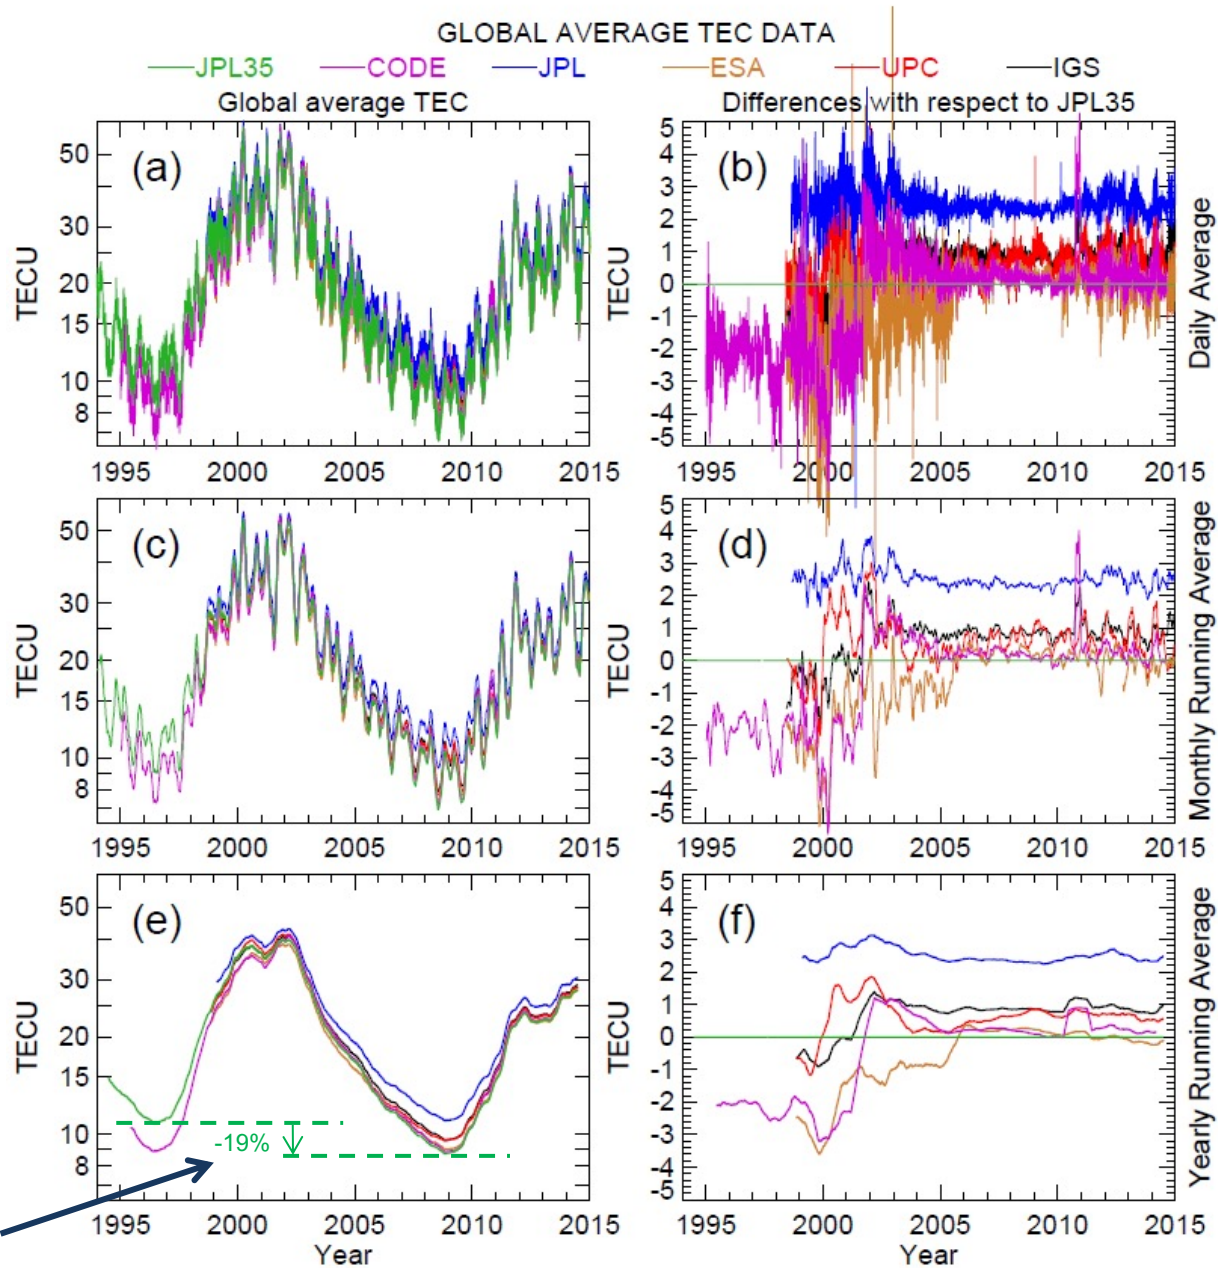 GLOBAL AVERAGE TEC DATA
JPL35 CODE JPL ESA UPC IGS
Global average TEC Differences with respect to JPL35
(a)
50
30
20
15
10
8
TECU
1995 2000 2005 2010 2015
(b)
5
4
3
2
1
0
-1
-2
-3
-4
-5
TECU
Daily Average
1995 2000 2005 2010 2015
(c)
50
30
20
15
10
8
TECU
1995 2000 2005 2010 2015
(d)
5
4
3
2
1
0
-1
-2
-3
-4
-5
TECU
Monthly Running Average
1995 2000 2005 2010 2015
(e)
50
30
20
15
10
8
TECU
-19%
1995 2000 2005 2010 2015
Year
(f)
5
4
3
2
1
0
-1
-2
-3
-4
-5
TECU
Yearly Running Average
1995 2000 2005 2010 2015
Year